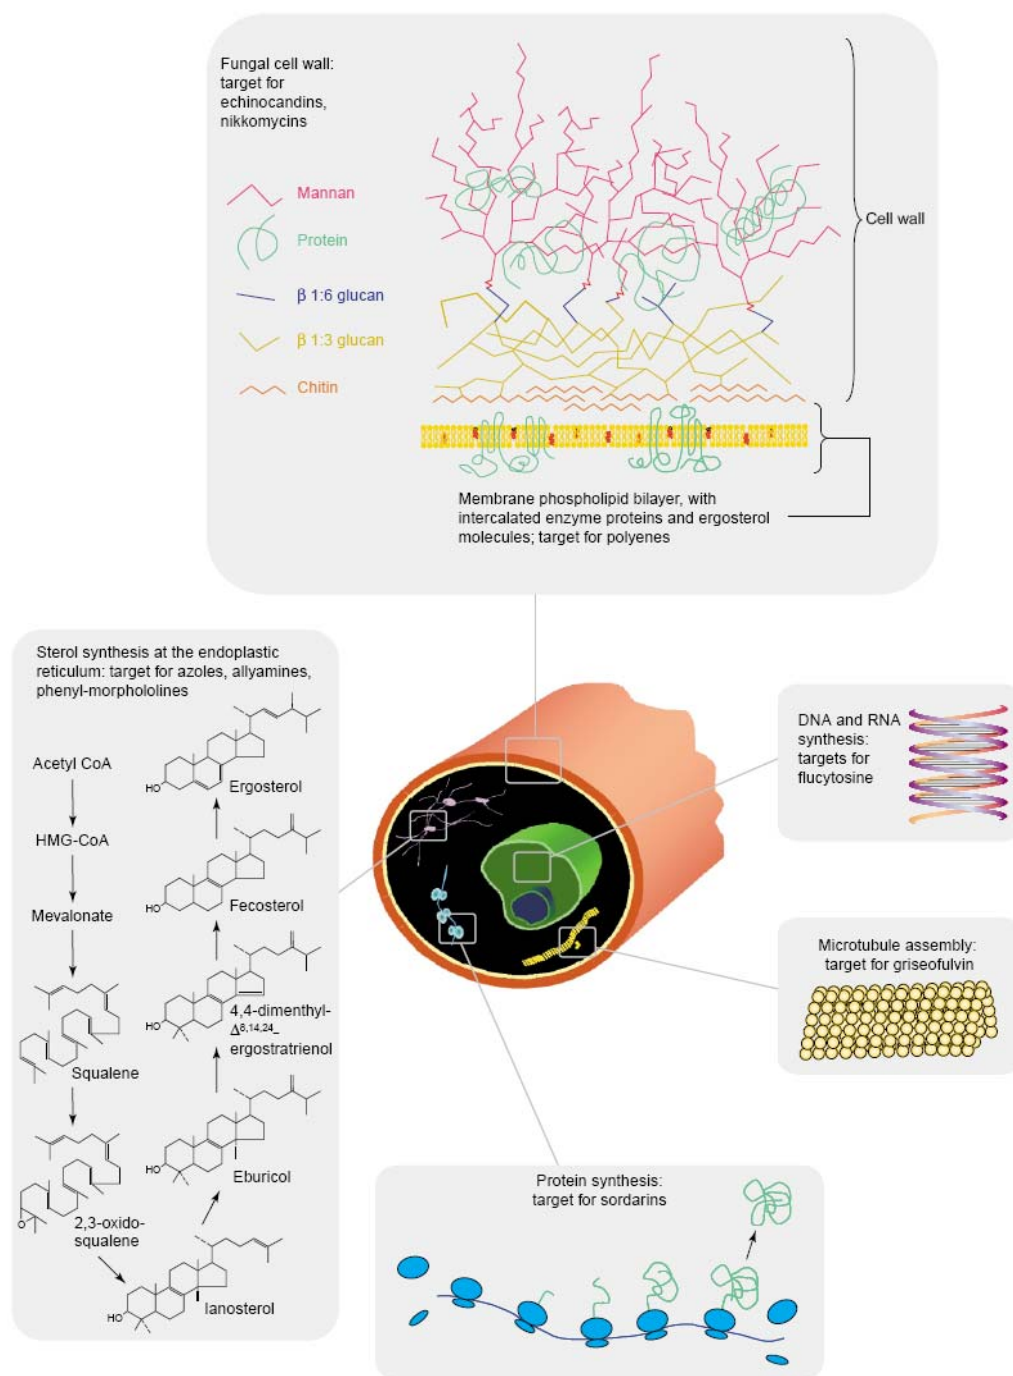 Fungal cell wall:
target for
echinocandins,
nikkomycins
Mannan
Protein
β 1:6 glucan
β 1:3 glucan
Chitin
Cell wall
Membrane phospholipid bilayer, with
intercalated enzyme proteins and ergosterol
molecules; target for polyenes
Sterol synthesis at the endoplastic
reticulum: target for azoles, allyamines,
phenyl-morphololines
Acetyl CoA
HMG-CoA
Mevalonate
Squalene
O
2,3-oxido-
squalene
HO
lanosterol
HO
Eburicol
HO
4,4-dimenthyl-
Δ8,14,24_
ergostratrienol
HO
Fecosterol
HO
Ergosterol
DNA and RNA
synthesis:
targets for
flucytosine
Microtubule assembly:
target for griseofulvin
Protein synthesis:
target for sordarins